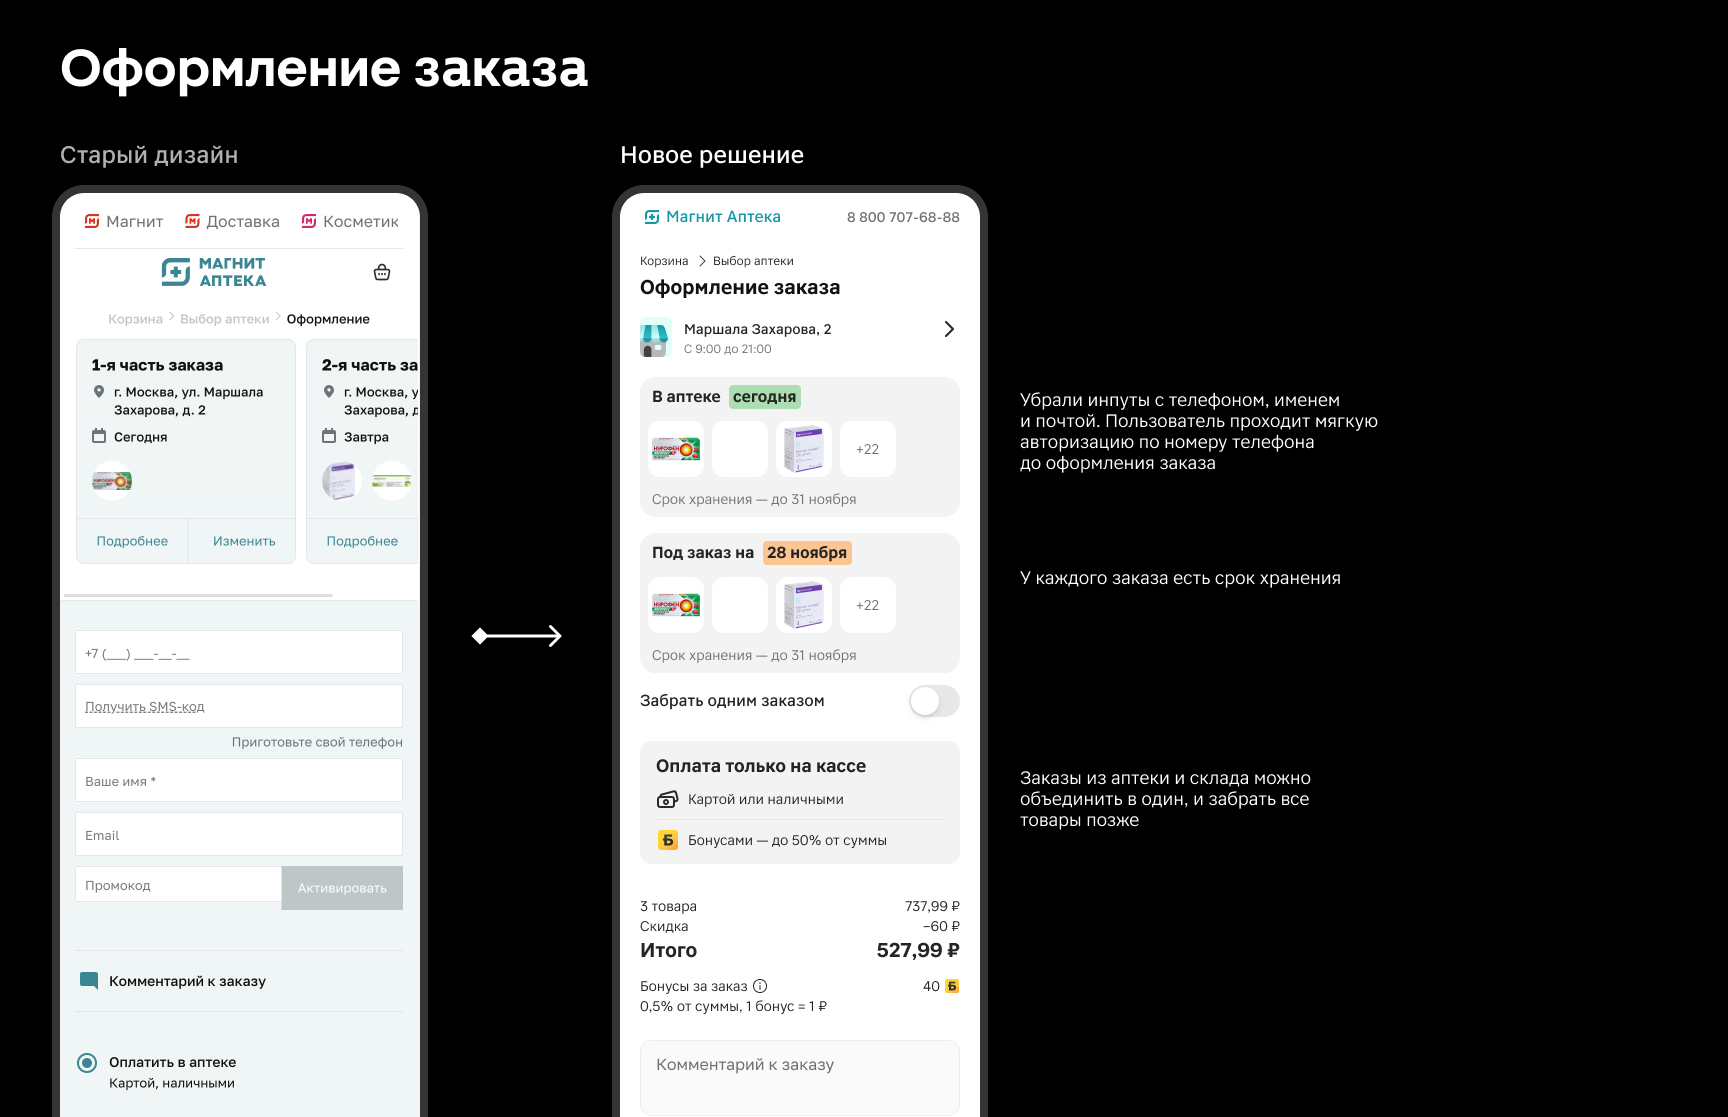 Оформление заказа
Старый дизайн
Магнит
Доставка
Косметик
МАГНИТ
АПТЕКА
Корзина
Выбор аптеки
Оформление
1-я часть заказа
г. Москва, ул. Маршала
Захарова, д. 2
Сегодня
Подробнее
Изменить
2-я часть за
г. Москва, у
Захарова, д
Завтра
Подробнее
+7 (___) ___-__-__
Получить SMS-код
Приготовьте свой телефон
Ваше имя *
Email
Промокод
Активировать
Комментарий к заказу
Оплатить в аптеке
Картой, наличными
Новое решение
Магнит Аптека
8 800 707-68-88
Корзина
Выбор аптеки
Оформление заказа
Маршала Захарова, 2
С 9:00 до 21:00
В аптеке сегодня
НУРОФЕН
+22
Срок хранения — до 31 ноября
Под заказ на 28 ноября
НУРОФЕН
+22
Срок хранения — до 31 ноября
Забрать одним заказом
Оплата только на кассе
Картой или наличными
Б Бонусами — до 50% от суммы
3 товара 737,99 ₽
Скидка −60 ₽
Итого 527,99 ₽
Бонусы за заказ 40 Б
0,5% от суммы, 1 бонус = 1 ₽
Комментарий к заказу
Убрали инпуты с телефоном, именем
и почтой. Пользователь проходит мягкую
авторизацию по номеру телефона
до оформления заказа
У каждого заказа есть срок хранения
Заказы из аптеки и склада можно
объединить в один, и забрать все
товары позже